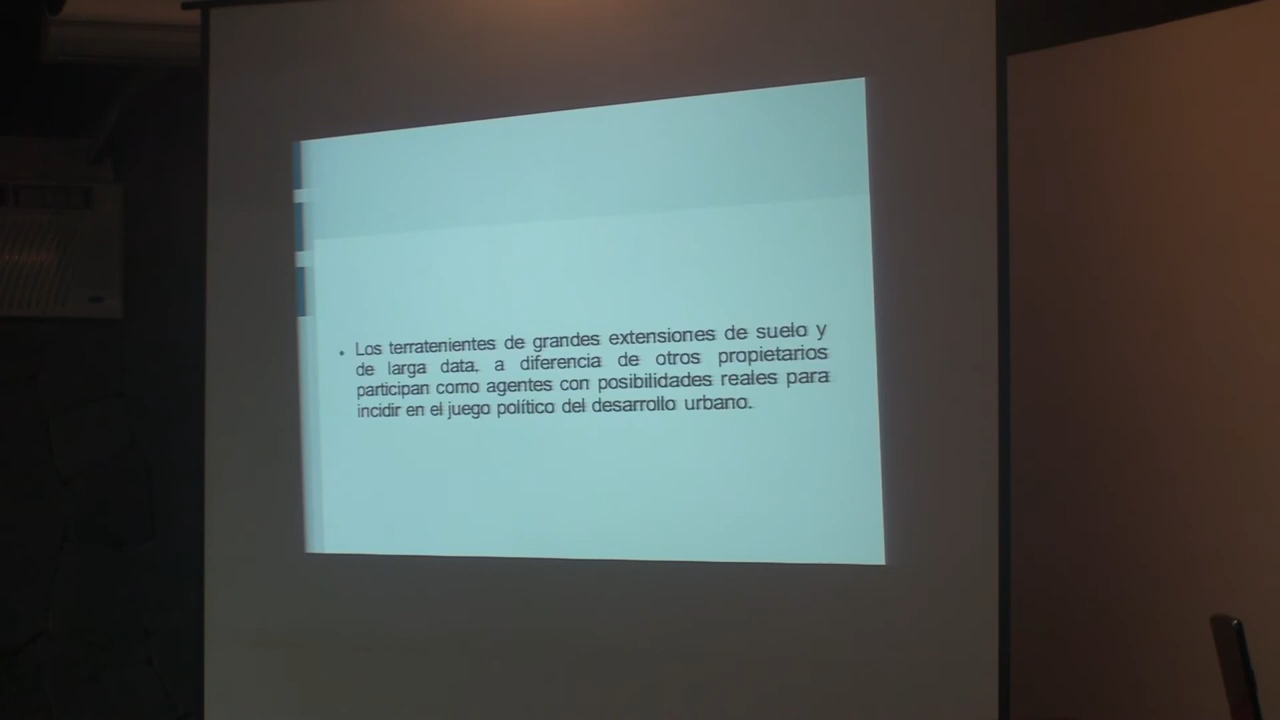 • Los terratenientes de grandes extensiones de suelo y
de larga data, a diferencia de otros propietarios
participan como agentes con posibilidades reales para
incidir en el juego político del desarrollo urbano.